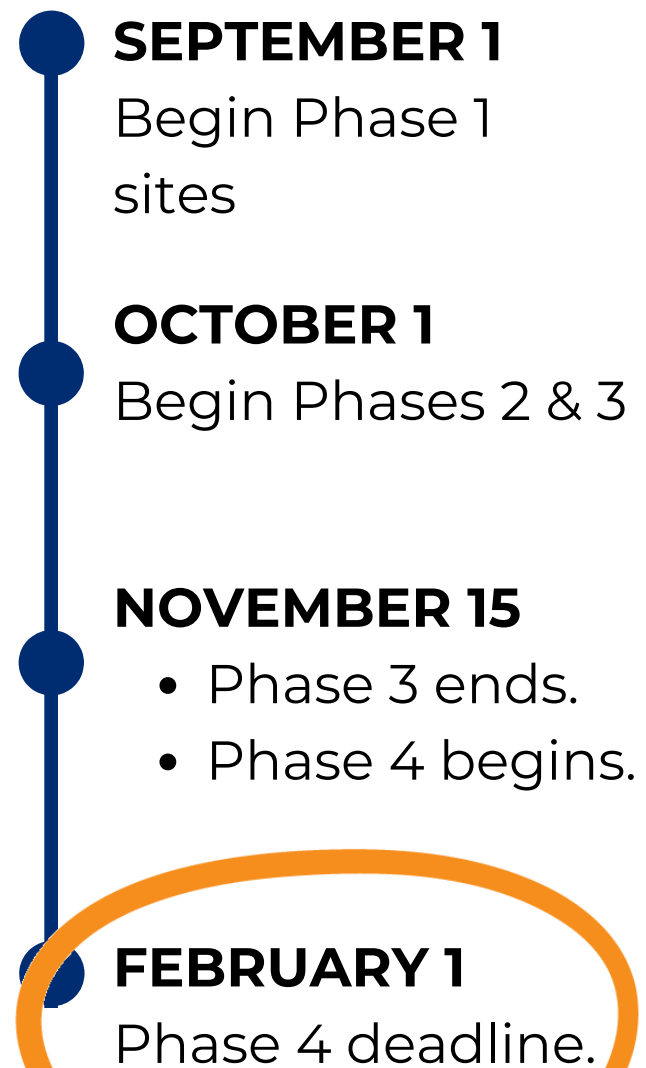 SEPTEMBER 1
Begin Phase 1
sites
OCTOBER 1
Begin Phases 2 & 3
NOVEMBER 15
• Phase 3 ends.
• Phase 4 begins.
FEBRUARY 1
Phase 4 deadline.